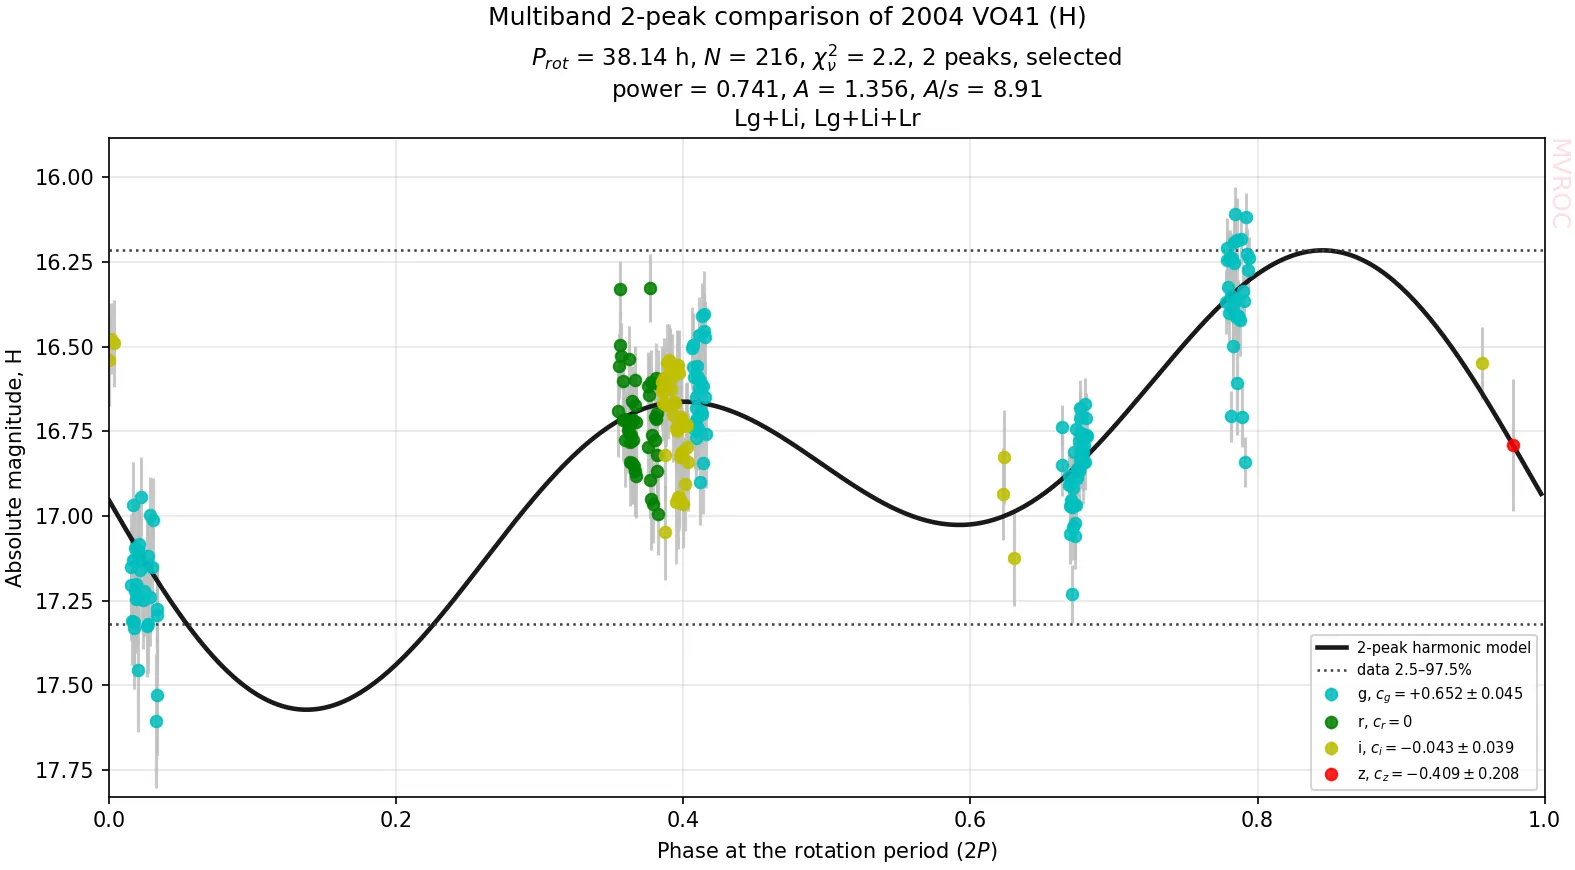 Multiband 2-peak comparison of 2004 VO41 (H)
P_rot = 38.14 h, N = 216, χ²_ν = 2.2, 2 peaks, selected
power = 0.741, A = 1.356, A/s = 8.91
Lg+Li, Lg+Li+Lr
MVROC
Absolute magnitude, H
16.00
16.25
16.50
16.75
17.00
17.25
17.50
17.75
2-peak harmonic model
data 2.5–97.5%
g, c_g = +0.652 ± 0.045
r, c_r = 0
i, c_i = −0.043 ± 0.039
z, c_z = −0.409 ± 0.208
0.0 0.2 0.4 0.6 0.8 1.0
Phase at the rotation period (2P)